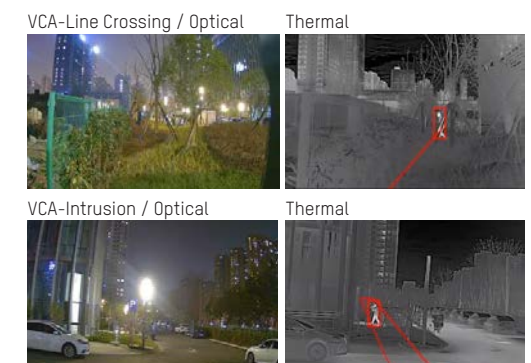 VCA-Line Crossing / Optical
Thermal
VCA-Intrusion / Optical
Thermal